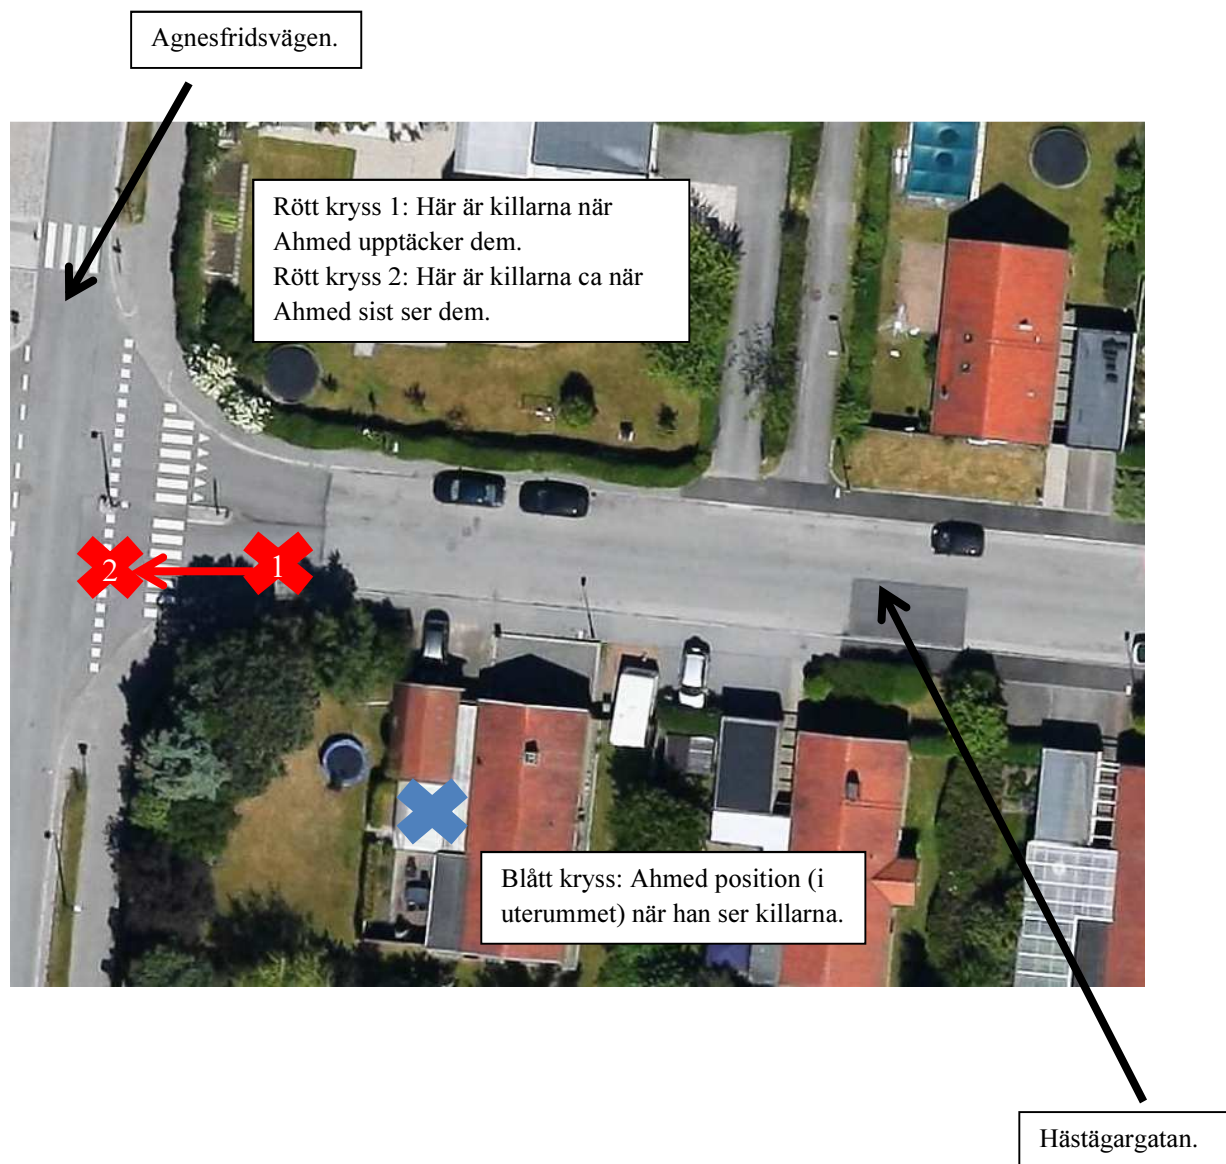 Agnesfridsvägen.
Rött kryss 1: Här är killarna när
Ahmed upptäcker dem.
Rött kryss 2: Här är killarna ca när
Ahmed sist ser dem.
2
1
Blått kryss: Ahmed position (i
uterummet) när han ser killarna.
Hästägargatan.